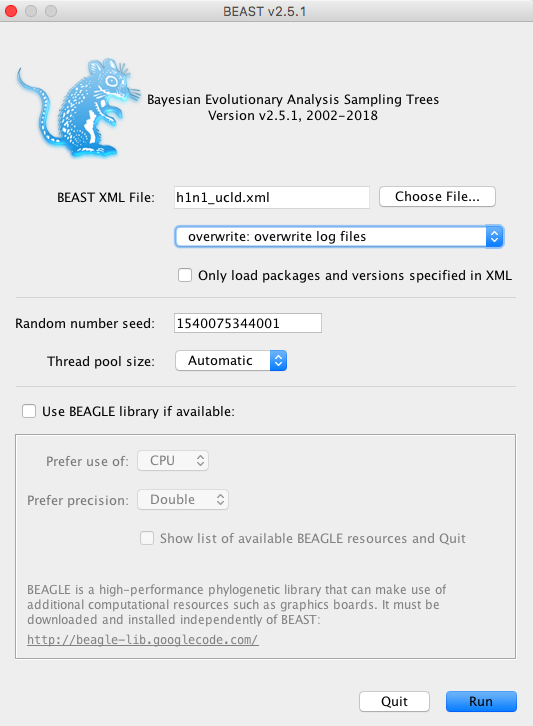 BEAST v2.5.1
Bayesian Evolutionary Analysis Sampling Trees
Version v2.5.1, 2002-2018
BEAST XML File: h1n1_ucld.xml Choose File...
overwrite: overwrite log files
Only load packages and versions specified in XML
Random number seed: 1540075344001
Thread pool size: Automatic
Use BEAGLE library if available:
Prefer use of: CPU
Prefer precision: Double
Show list of available BEAGLE resources and Quit
BEAGLE is a high-performance phylogenetic library that can make use of
additional computational resources such as graphics boards. It must be
downloaded and installed independently of BEAST:
http://beagle-lib.googlecode.com/
Quit Run